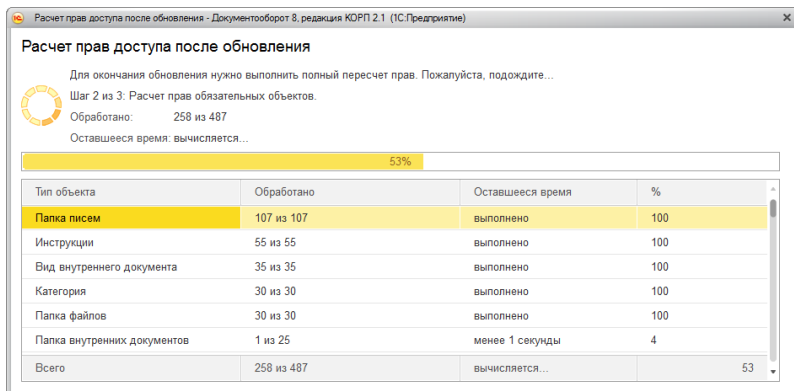 Расчет прав доступа после обновления - Документооборот 8, редакция КОРП 2.1 (1С:Предприятие)
Расчет прав доступа после обновления
Для окончания обновления нужно выполнить полный пересчет прав. Пожалуйста, подождите...
Шаг 2 из 3: Расчет прав обязательных объектов.
Обработано: 258 из 487
Оставшееся время: вычисляется...
53%
Тип объекта Обработано Оставшееся время %
Папка писем 107 из 107 выполнено 100
Инструкции 55 из 55 выполнено 100
Вид внутреннего документа 35 из 35 выполнено 100
Категория 30 из 30 выполнено 100
Папка файлов 30 из 30 выполнено 100
Папка внутренних документов 1 из 25 менее 1 секунды 4
Всего 258 из 487 вычисляется... 53